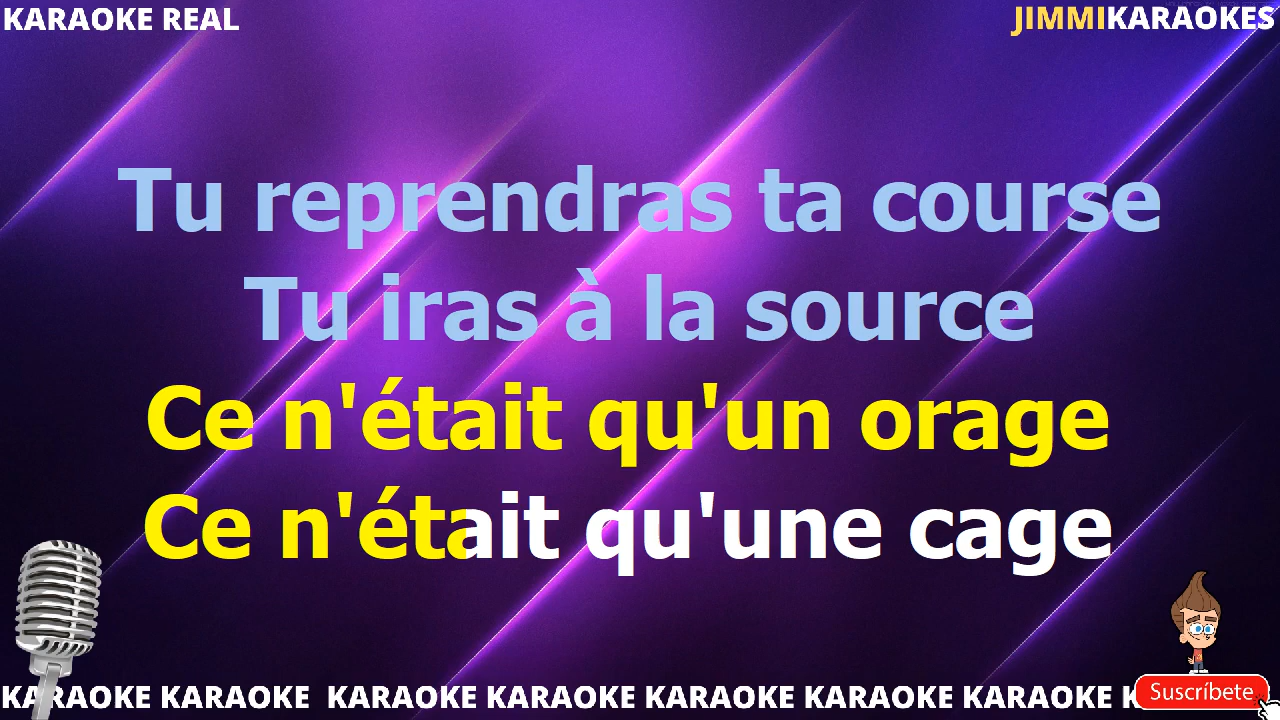 KARAOKE REAL
JIMMIKARAOKES
Tu reprendras ta course
Tu iras à la source
Ce n'était qu'un orage
Ce n'était qu'une cage
KARAOKE KARAOKE KARAOKE KARAOKE KARAOKE KARAOKE KARAOKE K
Suscríbete